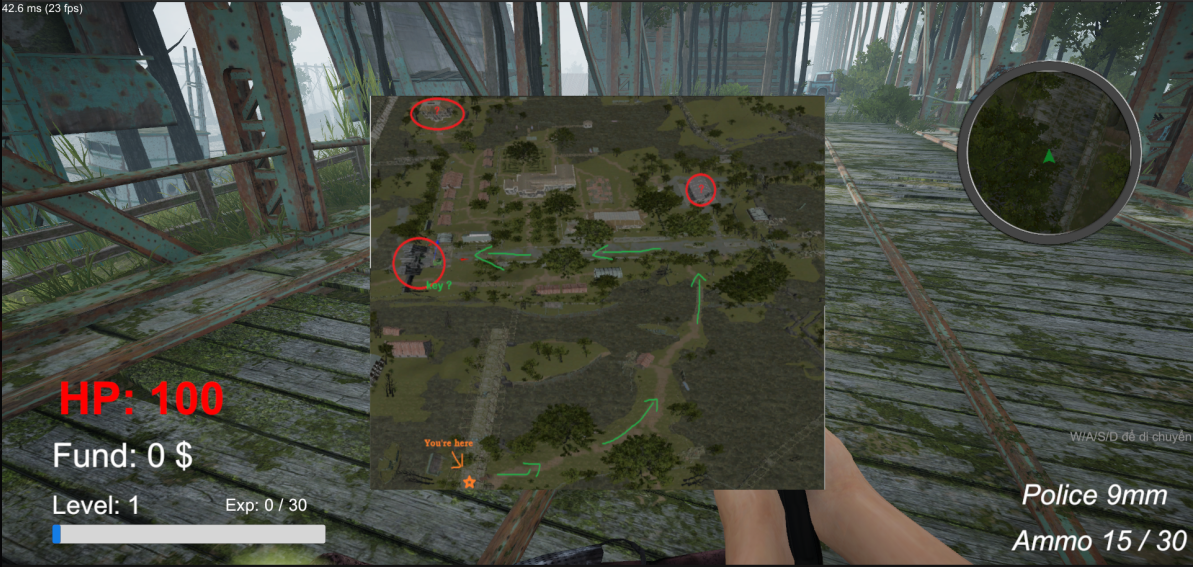 42.6 ms (23 fps)
key ?
You're here
HP: 100
Fund: 0 $
Level: 1
Exp: 0 / 30
W/A/S/D để di chuyển
Police 9mm
Ammo 15 / 30